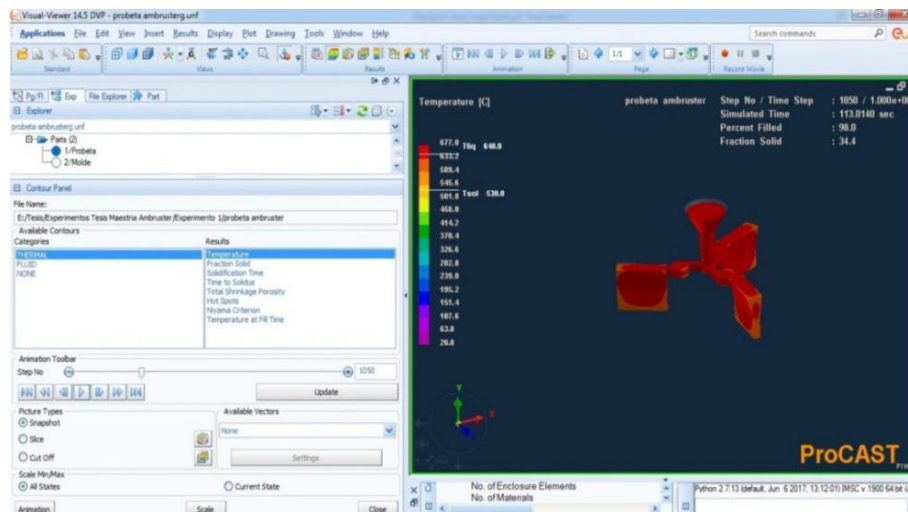 Visual-Viewer 14.5 DVP - probeta ambrusterg.unf
Applications File Edit View Insert Results Display Plot Drawing Tools Window Help
Search commands
1/1
Standard Views Results Animation Page Record Movie
Pg/Fl Exp File Explorer Part
Explorer
probeta ambrusterg.unf
Parts (2)
1/Probeta
2/Molde
Contour Panel
File Name:
E:/Tesis/Experimentos Tesis Maestria Ambruster/Experimento 1/probeta ambruster
Available Contours
Categories Results
THERMAL
FLUID
NONE
Temperature
Fraction Solid
Solidification Time
Time to Solidus
Total Shrinkage Porosity
Hot Spots
Niyama Criterion
Temperature at Fill Time
Animation Toolbar
Step No 1050
Update
Picture Types Available Vectors
Snapshot
None
Slice
Cut Off
Settings
Scale Min/Max
All States Current State
Animation Scale Close
Temperature [C]
probeta ambruster
Step No / Time Step : 1050 / 1.000e+0
Simulated Time : 113.0140 sec
Percent Filled : 98.0
Fraction Solid : 34.4
677.0
Tliq 640.0
633.2
589.4
545.6
Tsol 530.0
501.8
458.0
414.2
370.4
326.6
282.8
239.0
195.2
151.4
107.6
63.8
20.0
Y
X
ProCAST
No. of Enclosure Elements
No. of Materials
Python 2.7.13 (default, Jun 6 2017, 13:12:01) [MSC v.1900 64 bit (